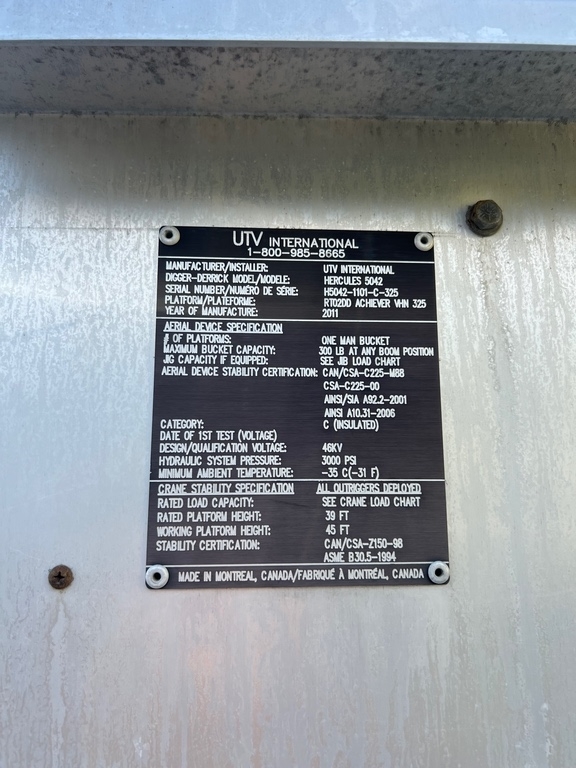 UTV INTERNATIONAL
1-800-985-8665
MANUFACTURER/INSTALLER: UTV INTERNATIONAL
DIGGER-DERRICK MODEL/MODELE: HERCULES 5042
SERIAL NUMBER/NUMÉRO DE SÉRIE: H5042-1101-C-325
PLATFORM/PLATEFORME: RT02DD ACHIEVER VHN 325
YEAR OF MANUFACTURE: 2011
AERIAL DEVICE SPECIFICATION
# OF PLATFORMS: ONE MAN BUCKET
MAXIMUM BUCKET CAPACITY: 300 LB AT ANY BOOM POSITION
JIG CAPACITY IF EQUIPPED: SEE JIB LOAD CHART
AERIAL DEVICE STABILITY CERTIFICATION: CAN/CSA-C225-M88
CSA-C225-00
AINSI/SIA A92.2-2001
AINSI A10.31-2006
CATEGORY: C (INSULATED)
DATE OF 1ST TEST (VOLTAGE)
DESIGN/QUALIFICATION VOLTAGE: 46KV
HYDRAULIC SYSTEM PRESSURE: 3000 PSI
MINIMUM AMBIENT TEMPERATURE: -35 C(-31 F)
CRANE STABILITY SPECIFICATION ALL OUTRIGGERS DEPLOYED
RATED LOAD CAPACITY: SEE CRANE LOAD CHART
RATED PLATFORM HEIGHT: 39 FT
WORKING PLATFORM HEIGHT: 45 FT
STABILITY CERTIFICATION: CAN/CSA-Z150-98
ASME B30.5-1994
MADE IN MONTREAL, CANADA/FABRIQUÉ À MONTRÉAL, CANADA